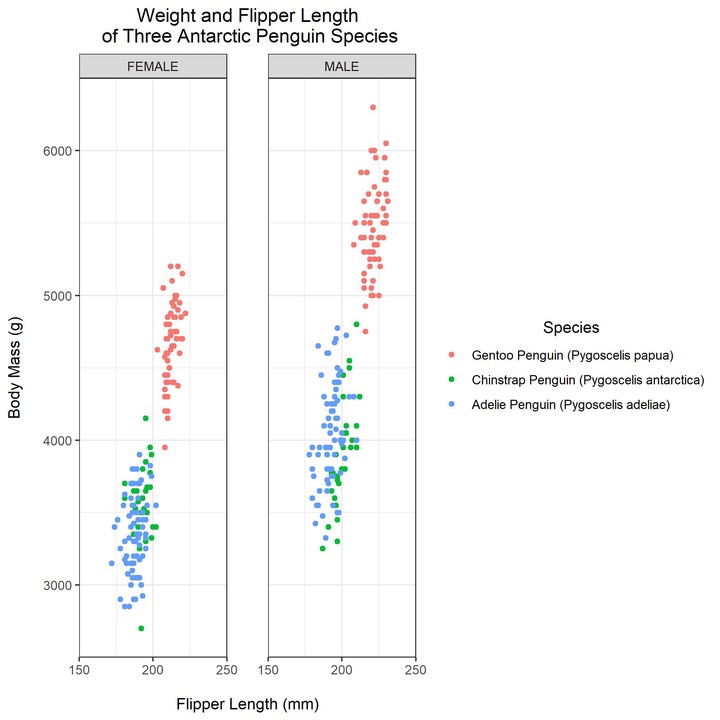 Weight and Flipper Length
of Three Antarctic Penguin Species
FEMALE
MALE
Body Mass (g)
6000
5000
4000
3000
150
200
250
150
200
250
Flipper Length (mm)
Species
Gentoo Penguin (Pygoscelis papua)
Chinstrap Penguin (Pygoscelis antarctica)
Adelie Penguin (Pygoscelis adeliae)